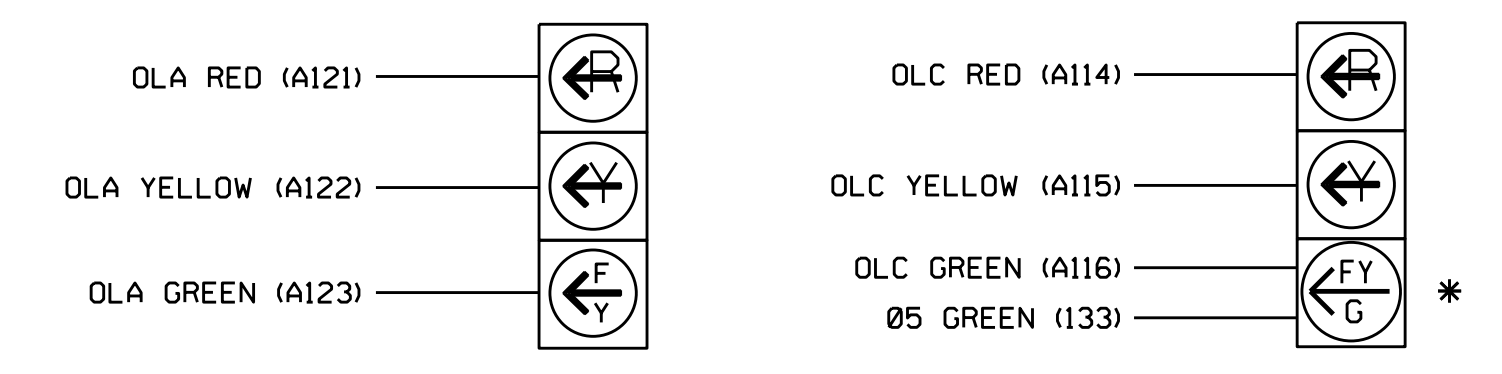 OLA RED (A121)
R
OLA YELLOW (A122)
Y
OLA GREEN (A123)
F
Y
OLC RED (A114)
R
OLC YELLOW (A115)
Y
OLC GREEN (A116)
Ø5 GREEN (133)
FY
G
*